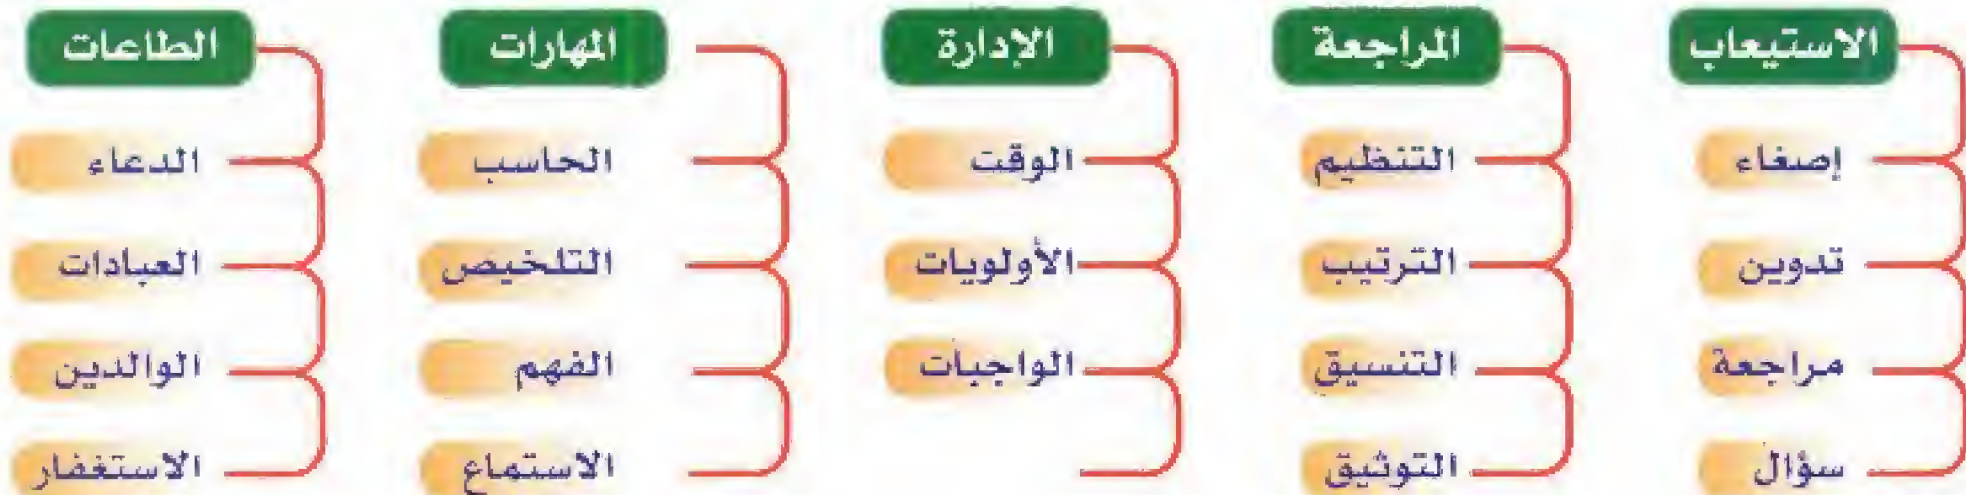 الاستيعاب
إصغاء
تدوين
مراجعة
سؤال
المراجعة
التنظيم
الترتيب
التنسيق
التوثيق
الإدارة
الوقت
الأولويات
الواجبات
المهارات
الحاسب
التلخيص
الفهم
الاستماع
الطاعات
الدعاء
العبادات
الوالدين
الاستغفار